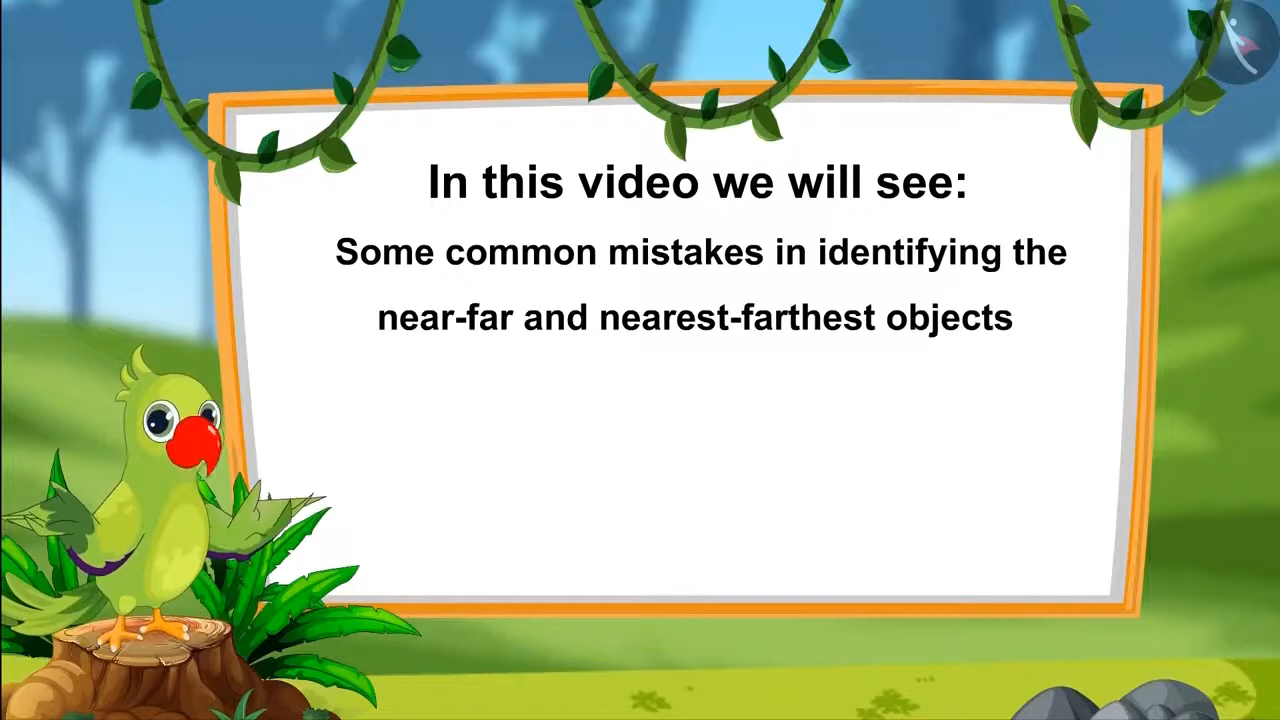 In this video we will see:
Some common mistakes in identifying the
near-far and nearest-farthest objects